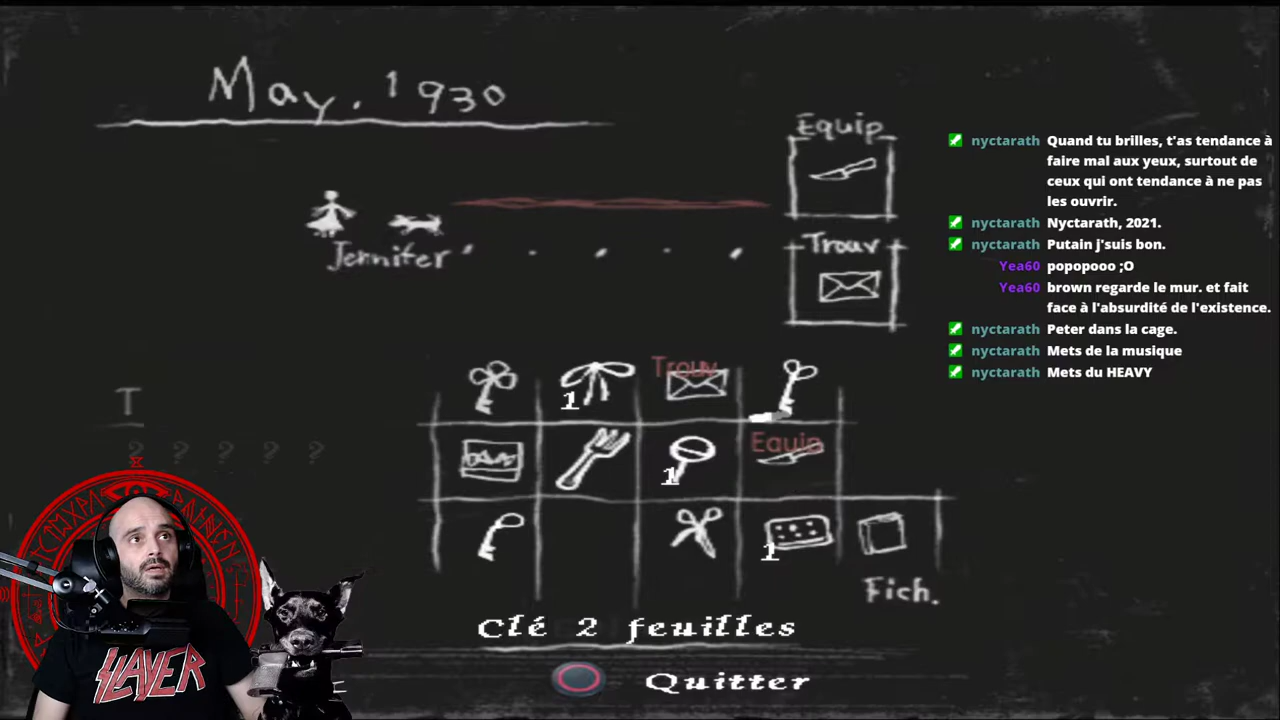 May. 1930
Equip
Jennifer
Trouv
Trouv
1
T
? ? ? ? ?
Equip
1
1
Fich.
Clé 2 feuilles
Quitter
nyctarath Quand tu brilles, t'as tendance à
faire mal aux yeux, surtout de
ceux qui ont tendance à ne pas
les ouvrir.
nyctarath Nyctarath, 2021.
nyctarath Putain j'suis bon.
Yea60 popopooo ;O
Yea60 brown regarde le mur. et fait
face à l'absurdité de l'existence.
nyctarath Peter dans la cage.
nyctarath Mets de la musique
nyctarath Mets du HEAVY
SLAYER